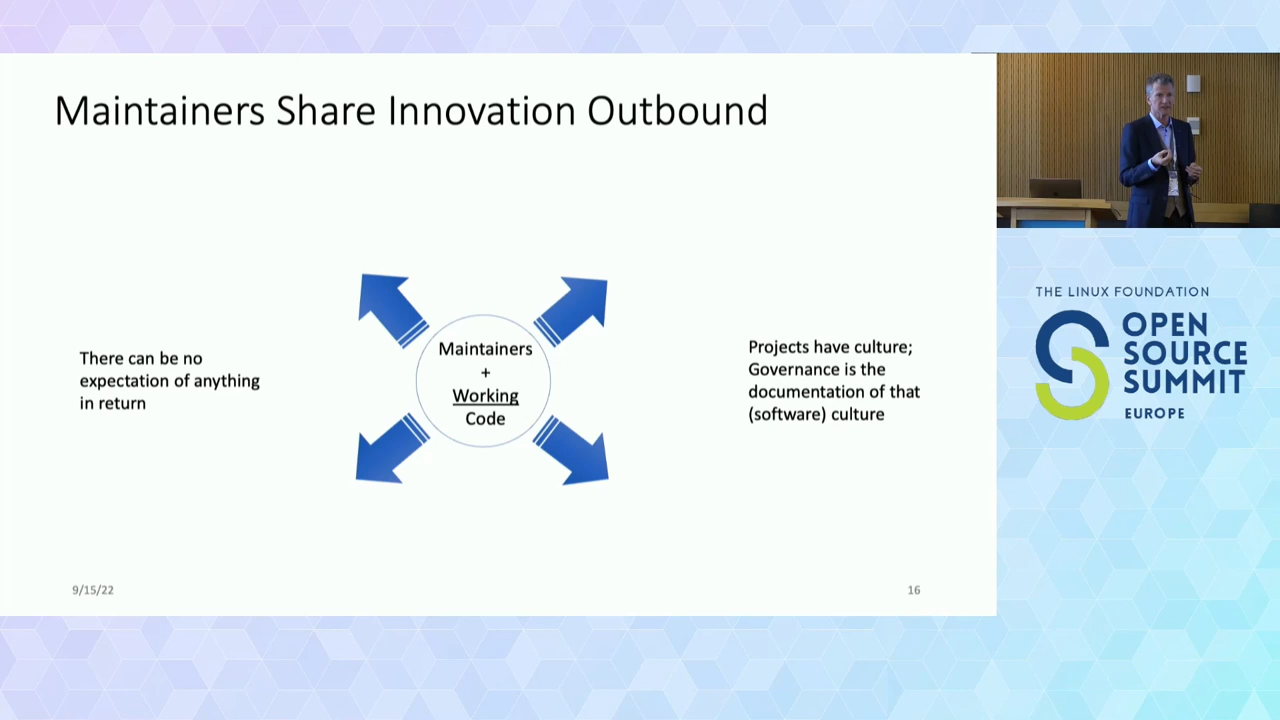 Maintainers Share Innovation Outbound
There can be no
expectation of anything
in return
Maintainers
+
Working
Code
Projects have culture;
Governance is the
documentation of that
(software) culture
9/15/22
16
THE LINUX FOUNDATION
OPEN
SOURCE
SUMMIT
EUROPE